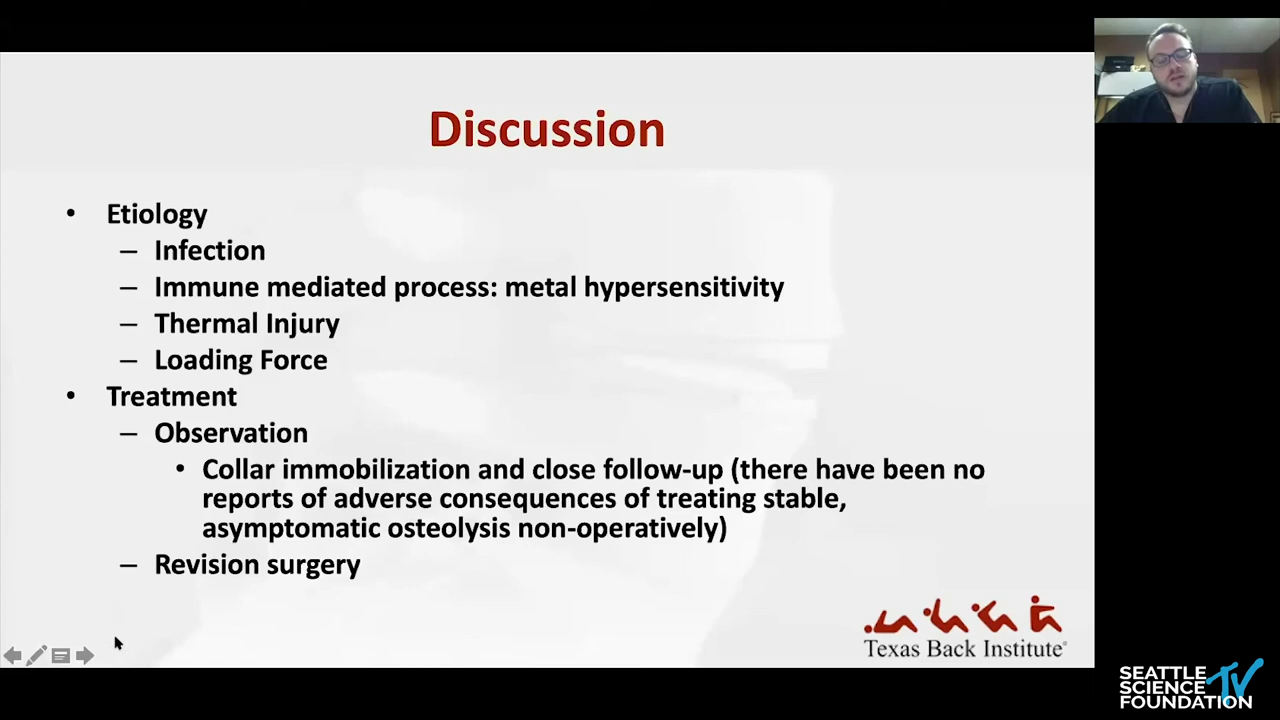 Discussion
• Etiology
– Infection
– Immune mediated process: metal hypersensitivity
– Thermal Injury
– Loading Force
• Treatment
– Observation
• Collar immobilization and close follow-up (there have been no
reports of adverse consequences of treating stable,
asymptomatic osteolysis non-operatively)
– Revision surgery
Texas Back Institute®
SEATTLE
SCIENCE
FOUNDATION
TV